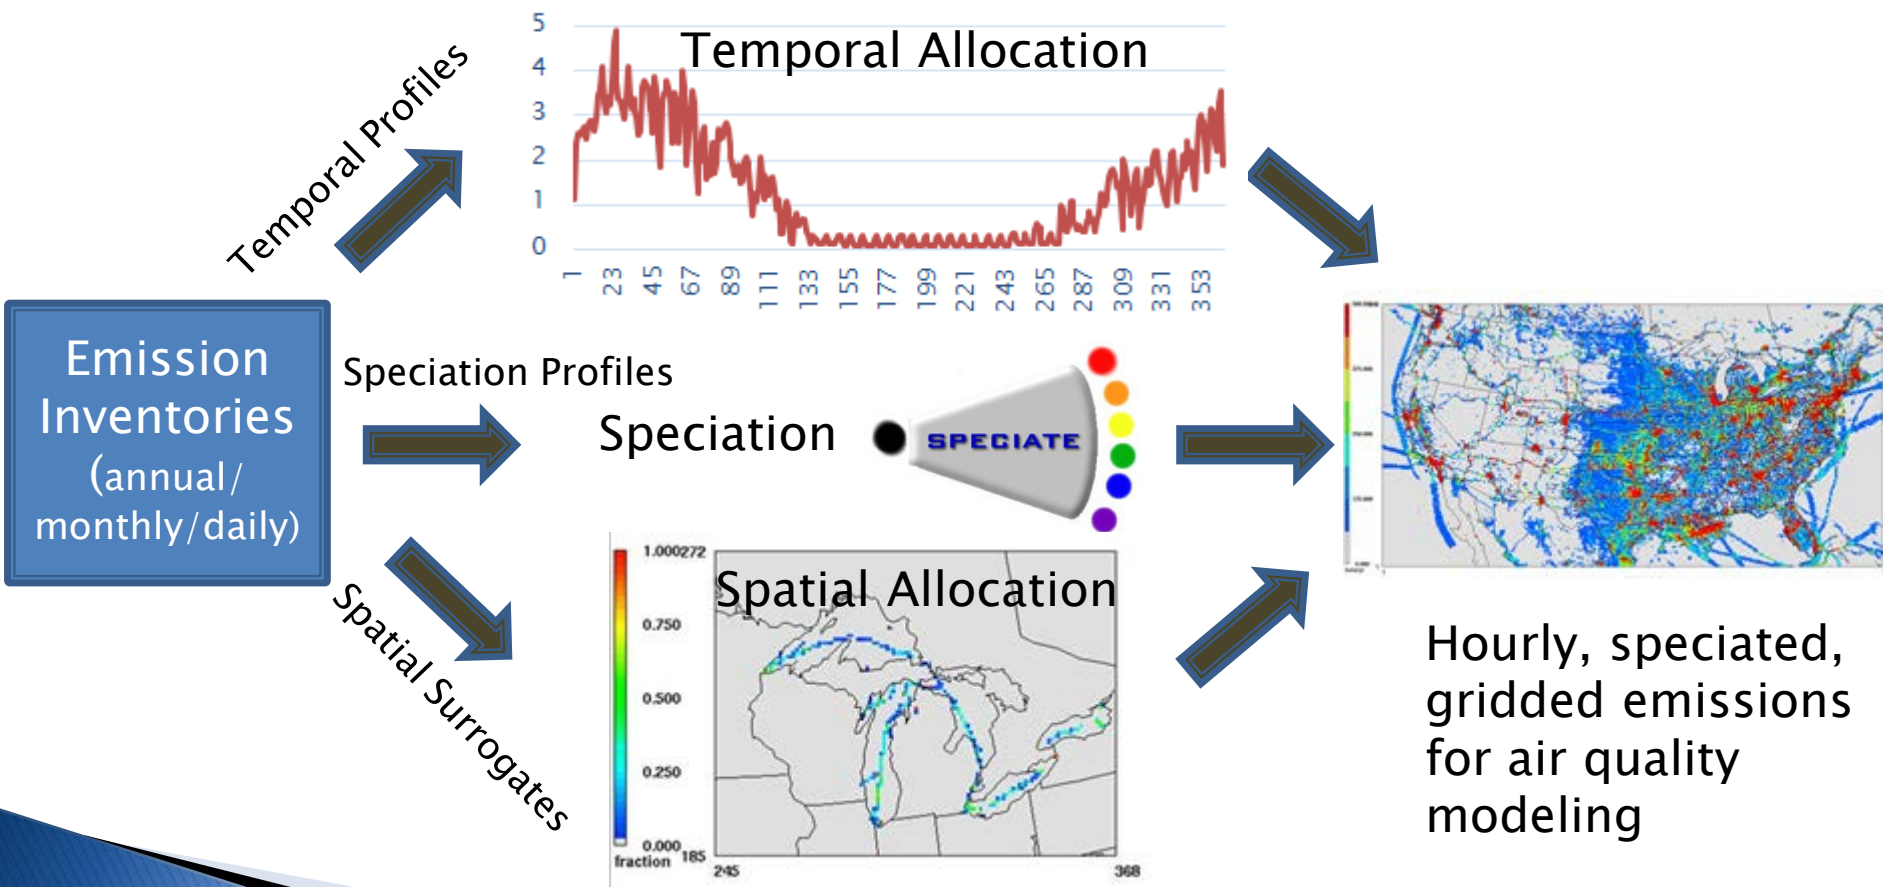 Temporal Profiles
Temporal Allocation
5
4
3
2
1
0
1
23
45
67
89
111
133
155
177
199
221
243
265
287
309
331
353
Emission
Inventories
(annual/
monthly/daily)
Speciation Profiles
Speciation
SPECIATE
Spatial Surrogates
Spatial Allocation
1.000
272
0.750
0.500
0.250
0.000
fraction
185
245
368
Hourly, speciated,
gridded emissions
for air quality
modeling